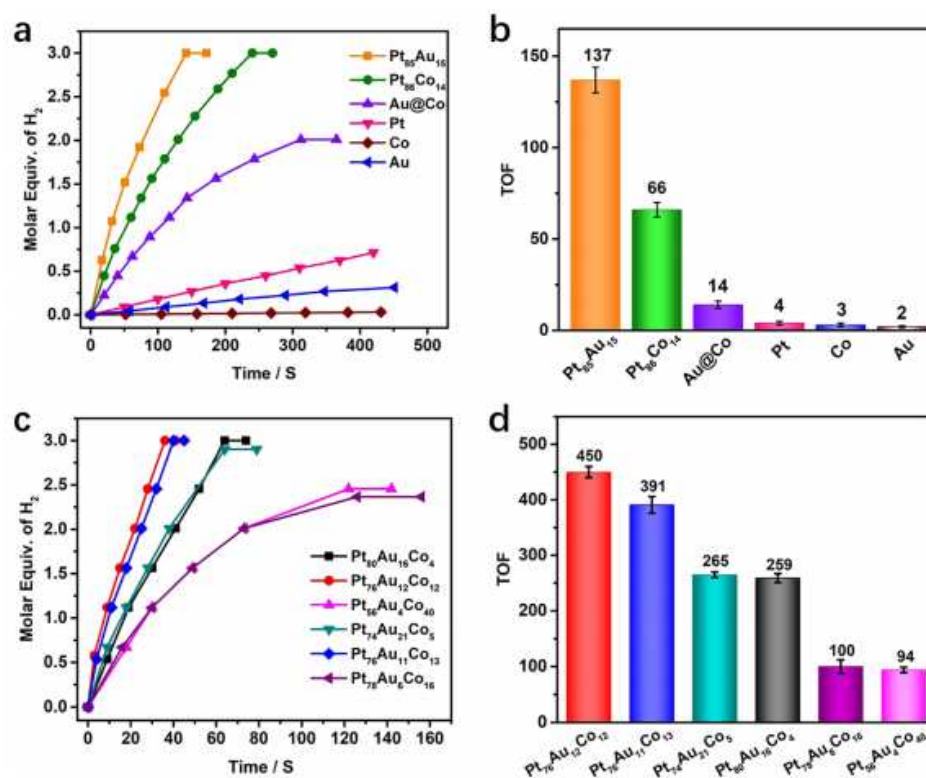 a
3.0
2.5
2.0
1.5
1.0
0.5
0.0
Molar Equiv. of H2
Pt85Au15
Pt86Co14
Au@Co
Pt
Co
Au
0 100 200 300 400 500
Time / S
b
150
100
50
0
TOF
137
66
14
4
3
2
Pt85Au15
Pt86Co14
Au@Co
Pt
Co
Au
c
3.0
2.5
2.0
1.5
1.0
0.5
0.0
Molar Equiv. of H2
Pt80Au16Co4
Pt76Au12Co12
Pt56Au4Co40
Pt74Au21Co5
Pt76Au11Co13
Pt78Au6Co16
0 20 40 60 80 100 120 140 160
Time / S
d
500
400
300
200
100
0
TOF
450
391
265
259
100
94
Pt76Au12Co12
Pt76Au11Co13
Pt74Au21Co5
Pt80Au16Co4
Pt78Au6Co16
Pt56Au4Co40